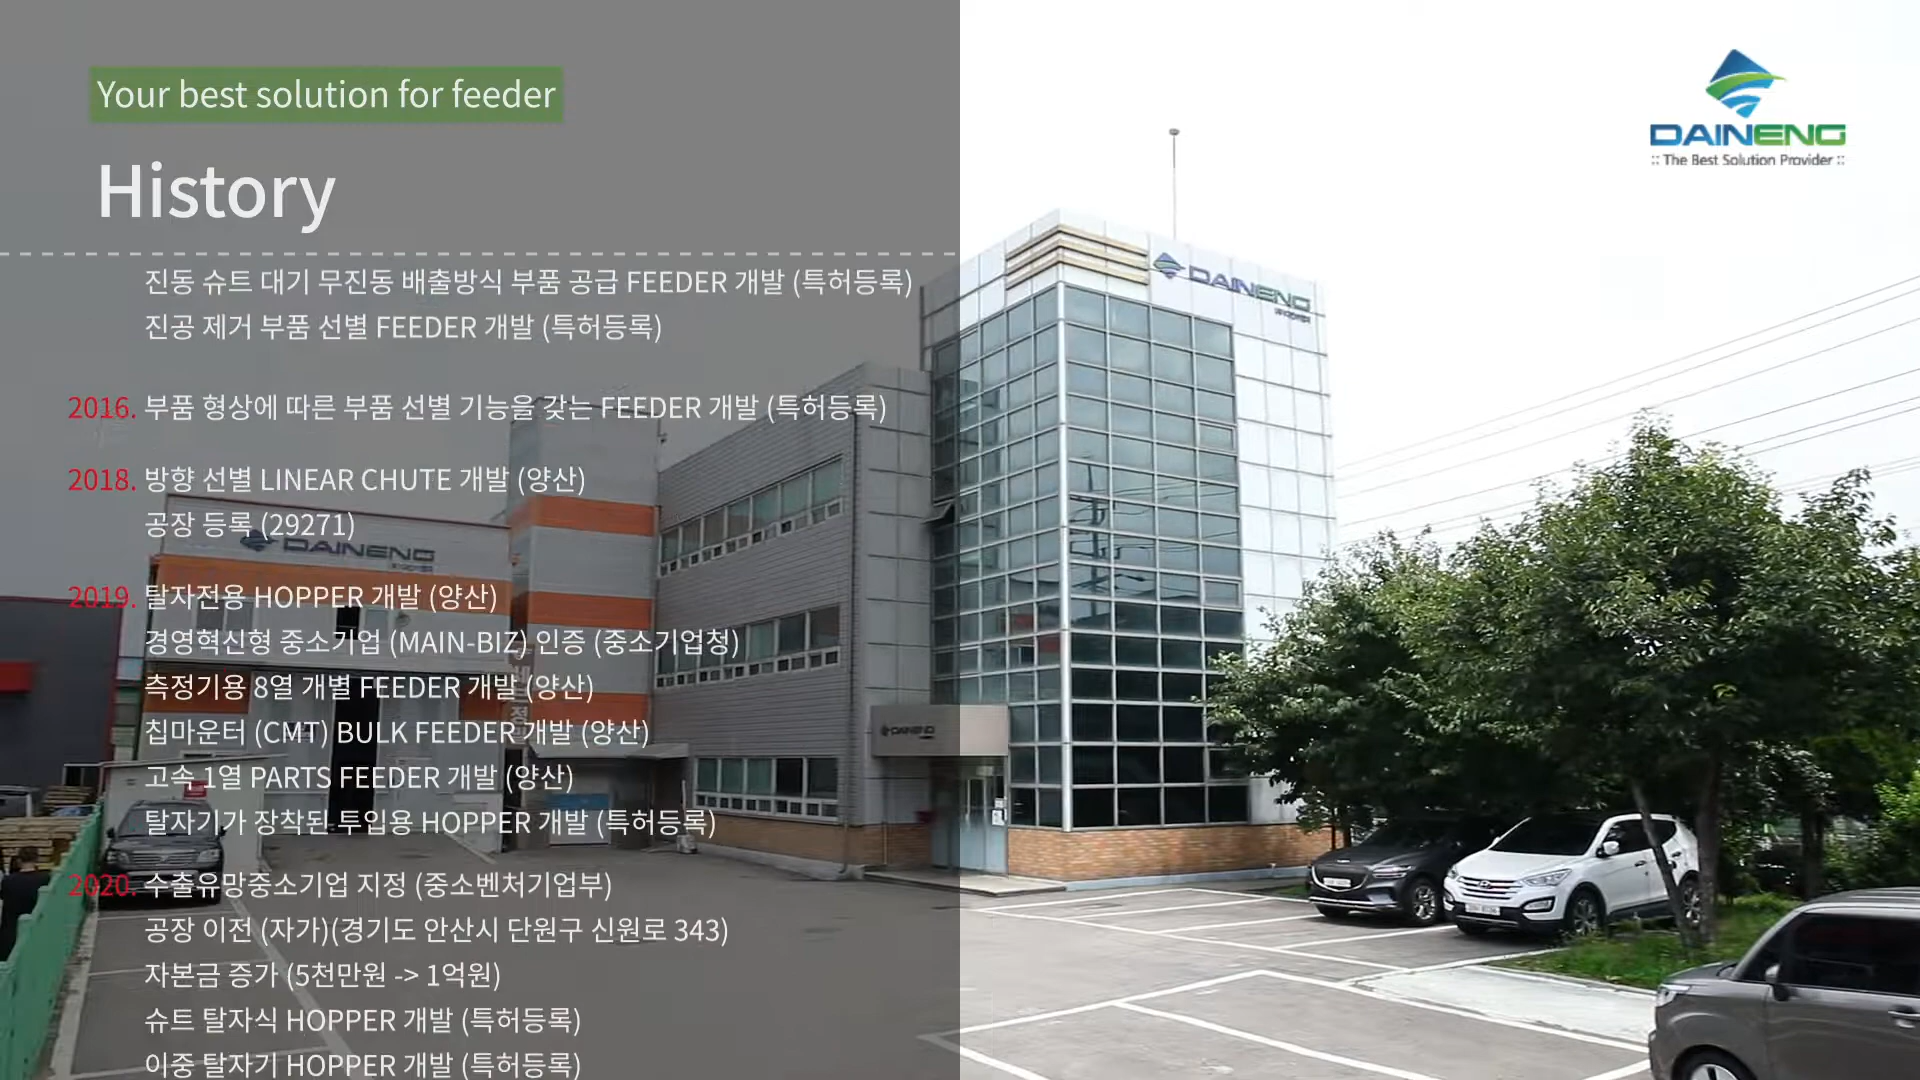 Your best solution for feeder
DAINENG
:: The Best Solution Provider ::
History
진동 슈트 대기 무진동 배출방식 부품 공급 FEEDER 개발 (특허등록)
진공 제거 부품 선별 FEEDER 개발 (특허등록)
DAINENG
2016. 부품 형상에 따른 부품 선별 기능을 갖는 FEEDER 개발 (특허등록)
2018. 방향 선별 LINEAR CHUTE 개발 (양산)
공장 등록 (29271)
DAINENG
2019. 탈자전용 HOPPER 개발 (양산)
경영혁신형 중소기업 (MAIN-BIZ) 인증 (중소기업청)
측정기용 8열 개별 FEEDER 개발 (양산)
칩마운터 (CMT) BULK FEEDER 개발 (양산)
DAINENG
고속 1열 PARTS FEEDER 개발 (양산)
탈자기가 장착된 투입용 HOPPER 개발 (특허등록)
2020. 수출유망중소기업 지정 (중소벤처기업부)
공장 이전 (자가)(경기도 안산시 단원구 신원로 343)
자본금 증가 (5천만원 -> 1억원)
슈트 탈자식 HOPPER 개발 (특허등록)
이중 탈자기 HOPPER 개발 (특허등록)